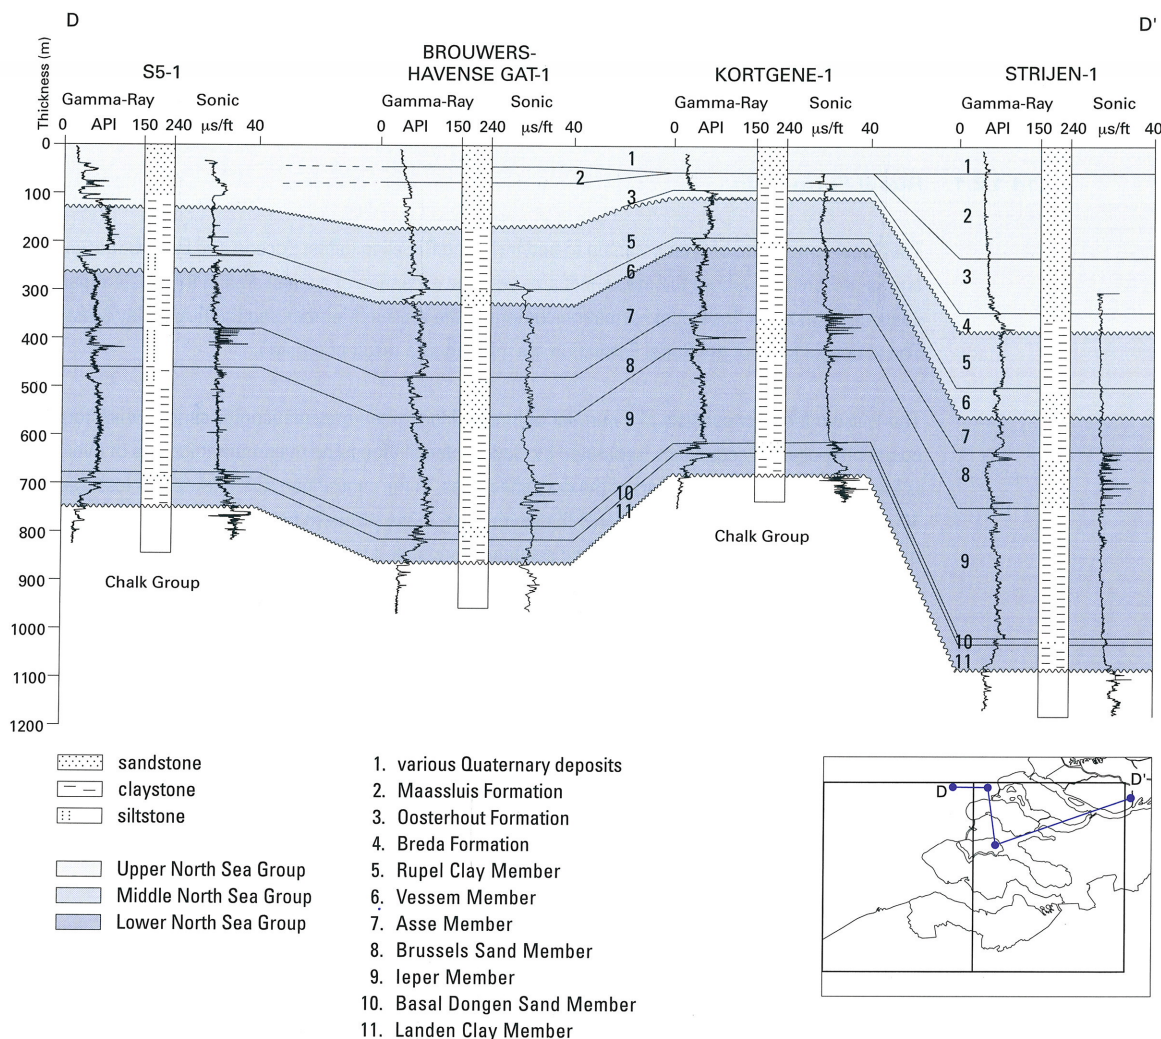 D
D'
Thickness (m)
S5-1
BROUWERS-
HAVENSE GAT-1
KORTGENE-1
STRIJEN-1
Gamma-Ray Sonic
0 API 150 240 µs/ft 40
Gamma-Ray Sonic
0 API 150 240 µs/ft 40
Gamma-Ray Sonic
0 API 150 240 µs/ft 40
Gamma-Ray Sonic
0 API 150 240 µs/ft 40
0
100
200
300
400
500
600
700
800
900
1000
1100
1200
1
2
3
5
6
7
8
9
10
11
1
2
3
4
5
6
7
8
9
10
11
Chalk Group
Chalk Group
sandstone
claystone
siltstone
Upper North Sea Group
Middle North Sea Group
Lower North Sea Group
1. various Quaternary deposits
2. Maassluis Formation
3. Oosterhout Formation
4. Breda Formation
5. Rupel Clay Member
6. Vessem Member
7. Asse Member
8. Brussels Sand Member
9. Ieper Member
10. Basal Dongen Sand Member
11. Landen Clay Member
D
D'